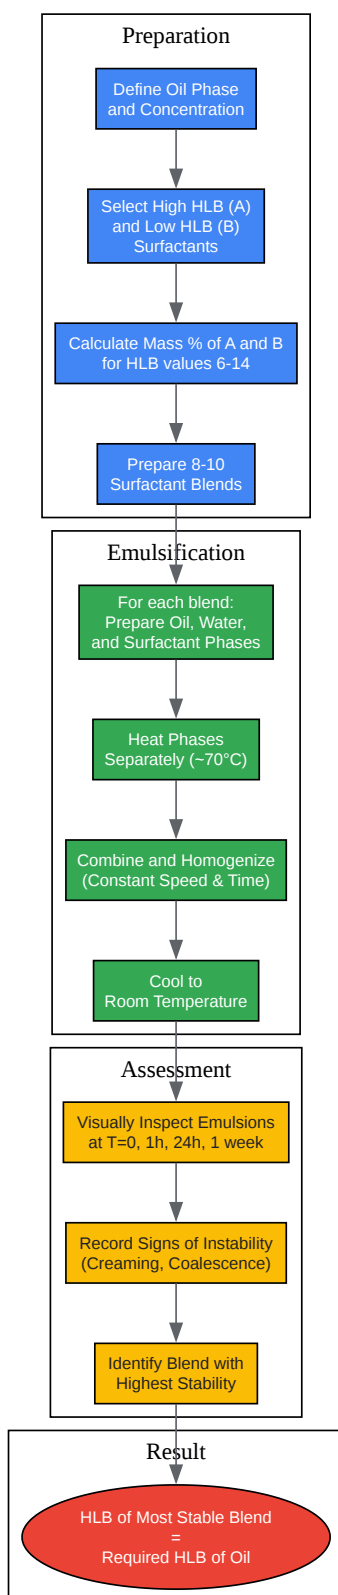 Preparation
Define Oil Phase
and Concentration
Select High HLB (A)
and Low HLB (B)
Surfactants
Calculate Mass % of A and B
for HLB values 6-14
Prepare 8-10
Surfactant Blends
Emulsification
For each blend:
Prepare Oil, Water,
and Surfactant Phases
Heat Phases
Separately (~70°C)
Combine and Homogenize
(Constant Speed & Time)
Cool to
Room Temperature
Assessment
Visually Inspect Emulsions
at T=0, 1h, 24h, 1 week
Record Signs of Instability
(Creaming, Coalescence)
Identify Blend with
Highest Stability
Result
HLB of Most Stable Blend
=
Required HLB of Oil